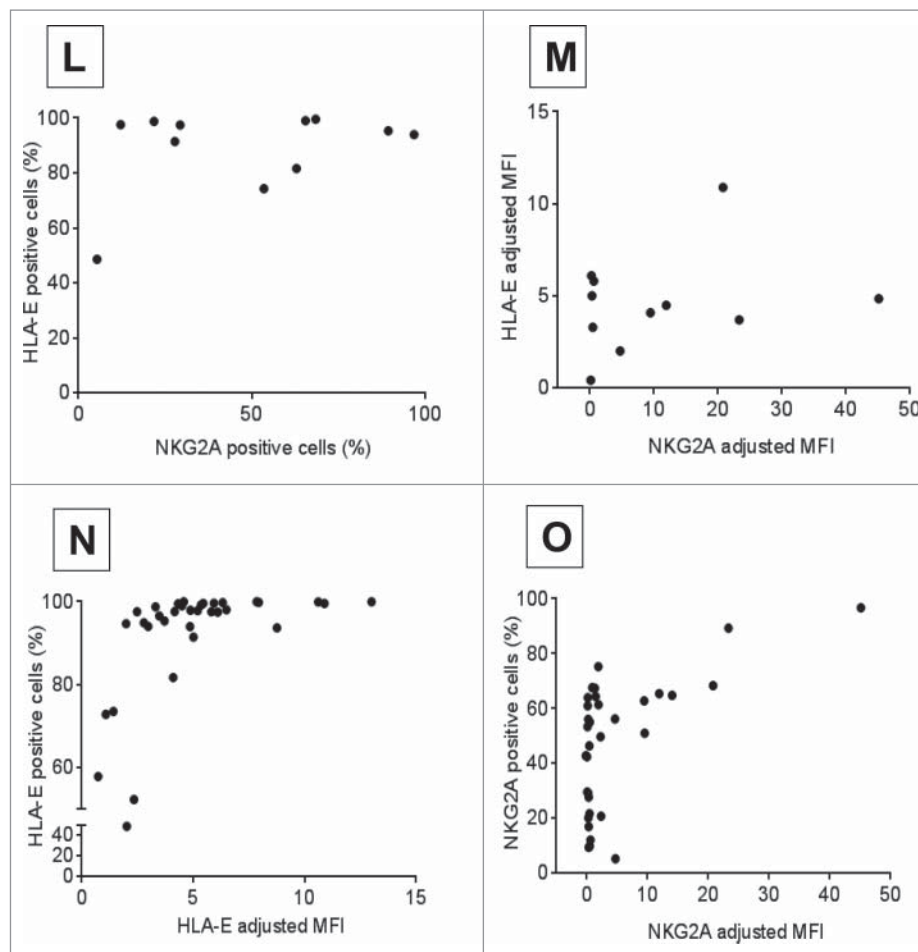 L
HLA-E positive cells (%)
100
80
60
40
20
0
0 50 100
NKG2A positive cells (%)
M
HLA-E adjusted MFI
15
10
5
0
0 10 20 30 40 50
NKG2A adjusted MFI
N
HLA-E positive cells (%)
100
80
60
40
20
0
0 5 10 15
HLA-E adjusted MFI
O
NKG2A positive cells (%)
100
80
60
40
20
0
0 10 20 30 40 50
NKG2A adjusted MFI